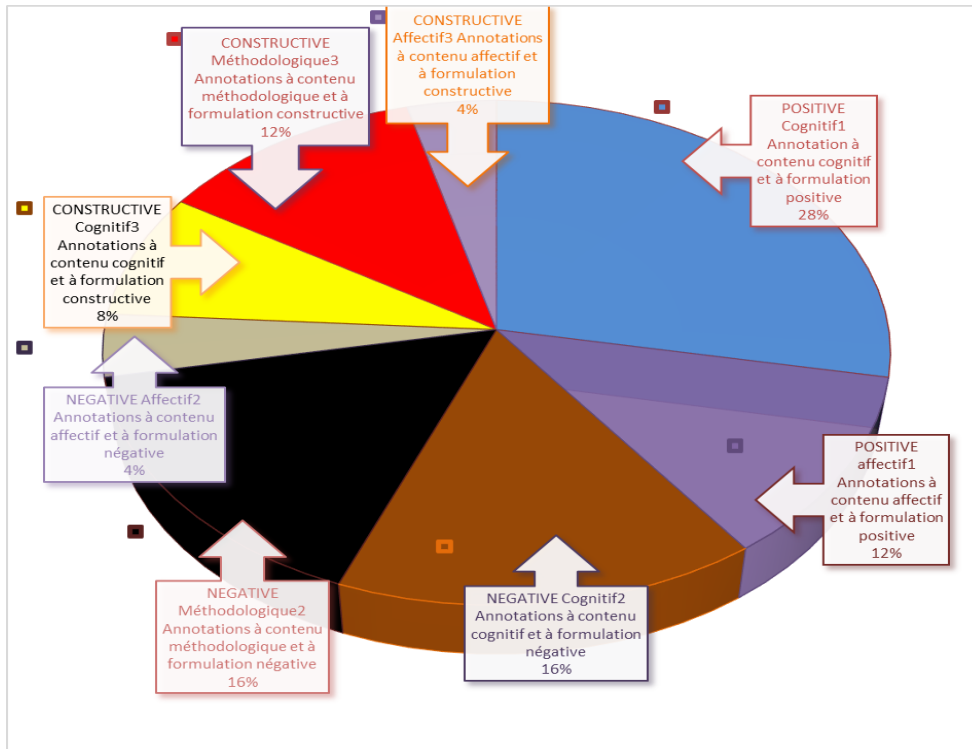 CONSTRUCTIVE
Méthodologique3
Annotations à contenu
méthodologique et à
formulation constructive
12%
CONSTRUCTIVE
Affectif3 Annotations
à contenu affectif et
à formulation
constructive
4%
POSITIVE
Cognitif1
Annotation à
contenu cognitif
et à formulation
positive
28%
CONSTRUCTIVE
Cognitif3
Annotations à
contenu cognitif
et à formulation
constructive
8%
NEGATIVE Affectif2
Annotations à contenu
affectif et à formulation
négative
4%
POSITIVE
affectif1
Annotations à
contenu affectif
et à formulation
positive
12%
NEGATIVE
Méthodologique2
Annotations à contenu
méthodologique et à
formulation négative
16%
NEGATIVE Cognitif2
Annotations à contenu
cognitif et à formulation
négative
16%